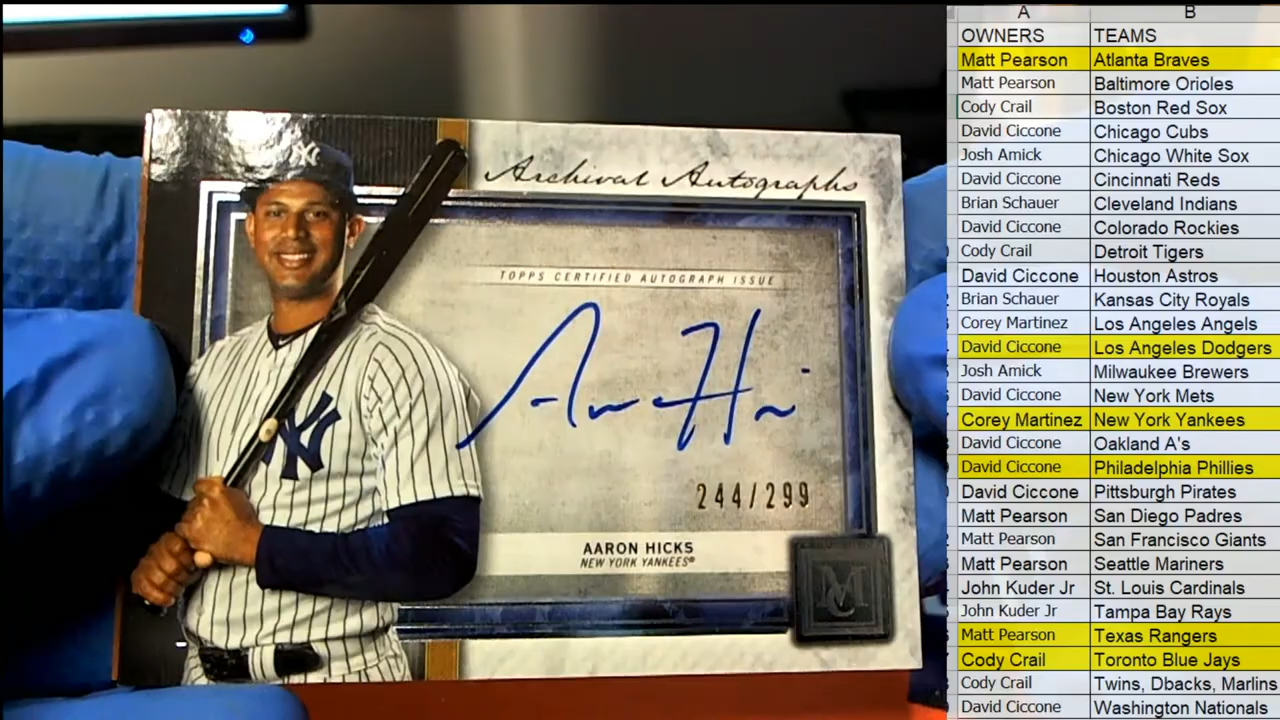 Archival Autographs
TOPPS CERTIFIED AUTOGRAPH ISSUE
244/299
AARON HICKS
NEW YORK YANKEES®
MC
NY
NY
A B
OWNERS TEAMS
Matt Pearson Atlanta Braves
Matt Pearson Baltimore Orioles
Cody Crail Boston Red Sox
David Ciccone Chicago Cubs
Josh Amick Chicago White Sox
David Ciccone Cincinnati Reds
Brian Schauer Cleveland Indians
David Ciccone Colorado Rockies
Cody Crail Detroit Tigers
David Ciccone Houston Astros
Brian Schauer Kansas City Royals
Corey Martinez Los Angeles Angels
David Ciccone Los Angeles Dodgers
Josh Amick Milwaukee Brewers
David Ciccone New York Mets
Corey Martinez New York Yankees
David Ciccone Oakland A's
David Ciccone Philadelphia Phillies
David Ciccone Pittsburgh Pirates
Matt Pearson San Diego Padres
Matt Pearson San Francisco Giants
Matt Pearson Seattle Mariners
John Kuder Jr St. Louis Cardinals
John Kuder Jr Tampa Bay Rays
Matt Pearson Texas Rangers
Cody Crail Toronto Blue Jays
Cody Crail Twins, Dbacks, Marlins
David Ciccone Washington Nationals